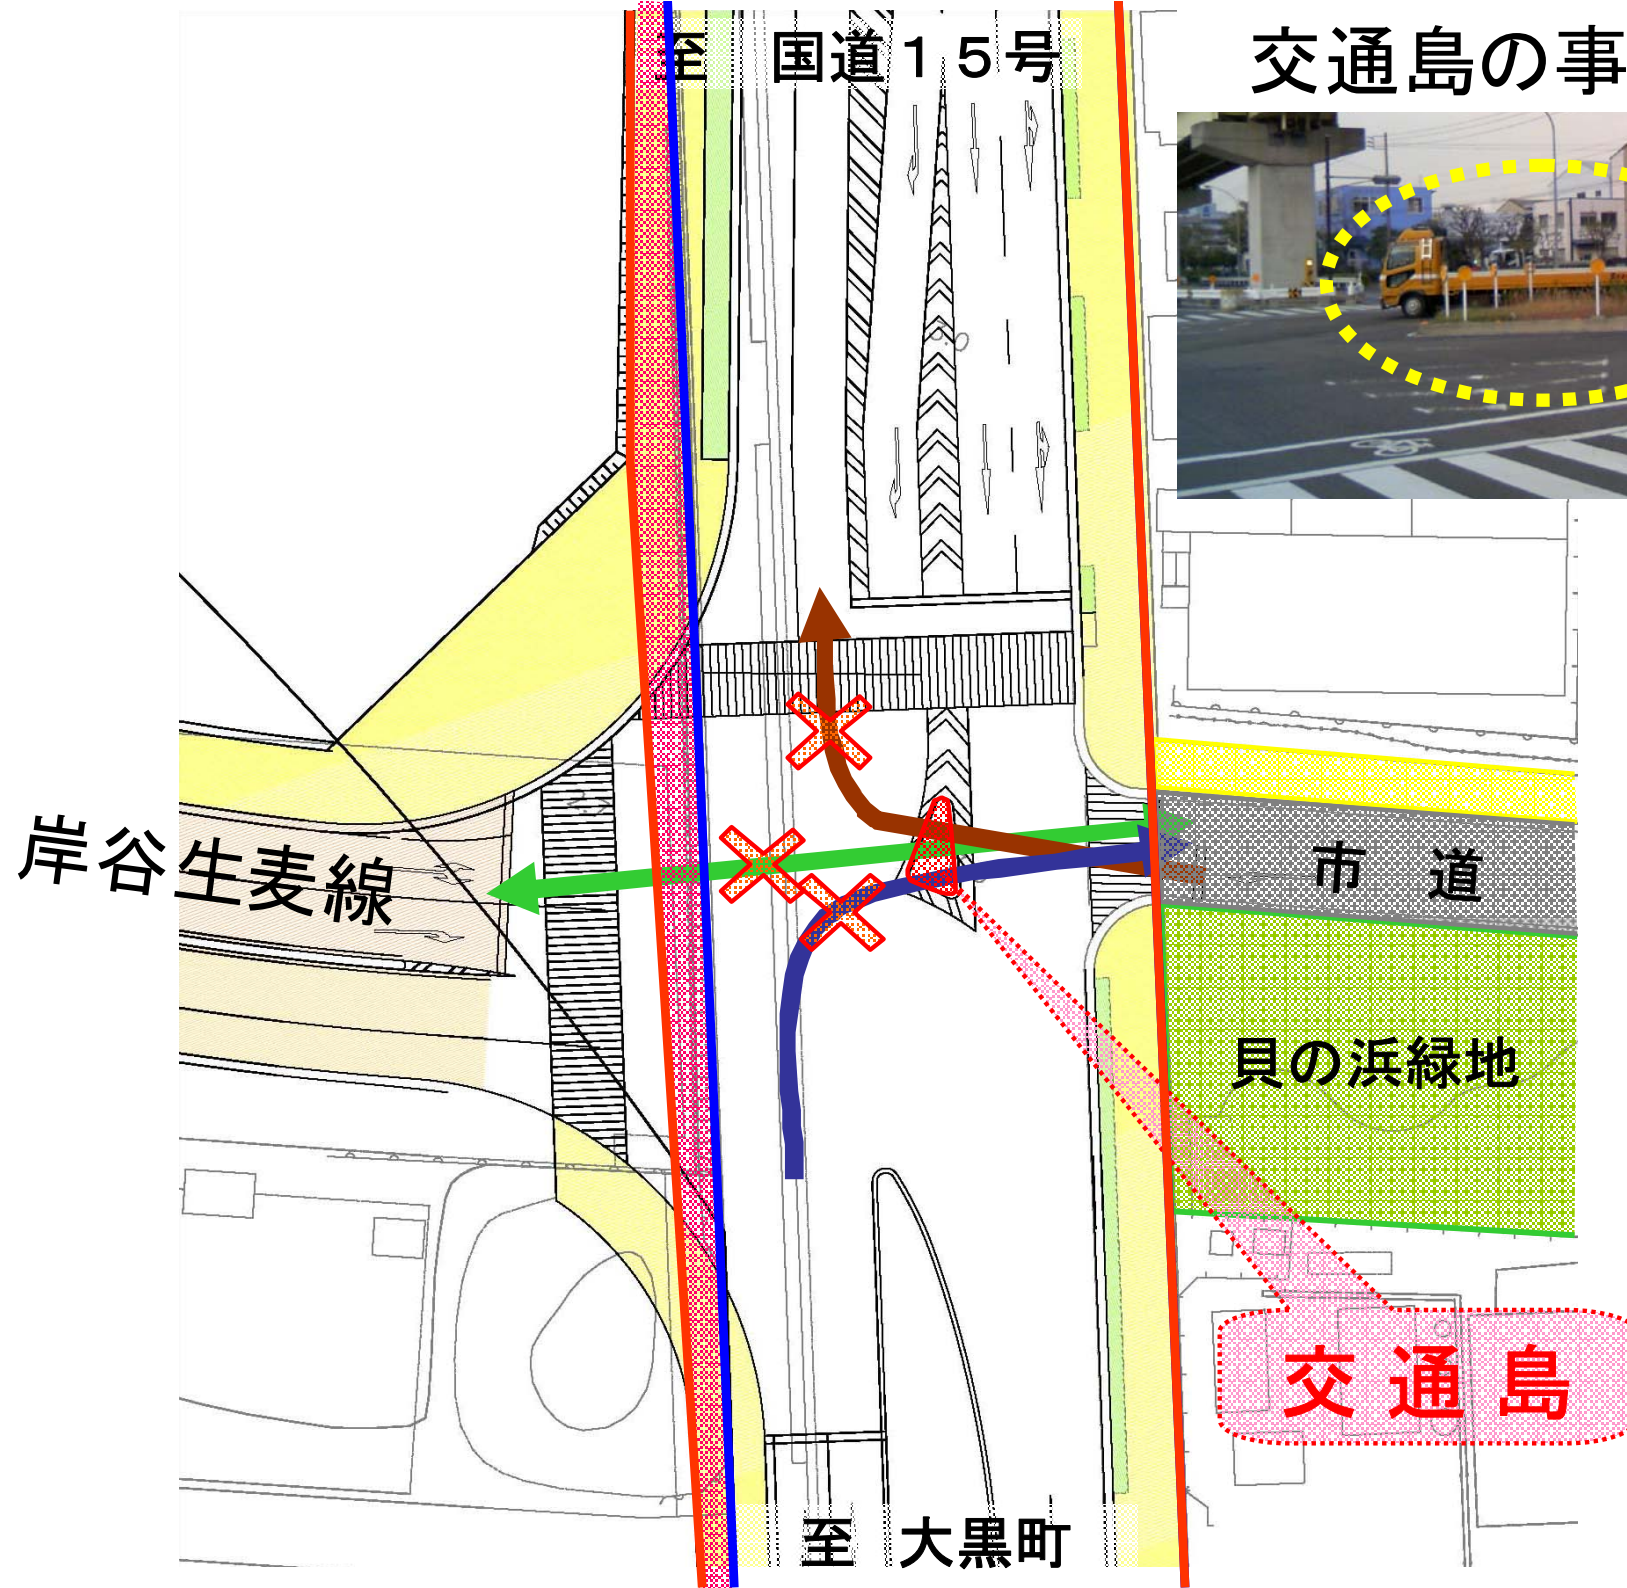 至　国道１５号
交通島の事
岸谷生麦線
市　道
貝の浜緑地
交 通 島
至　大黒町